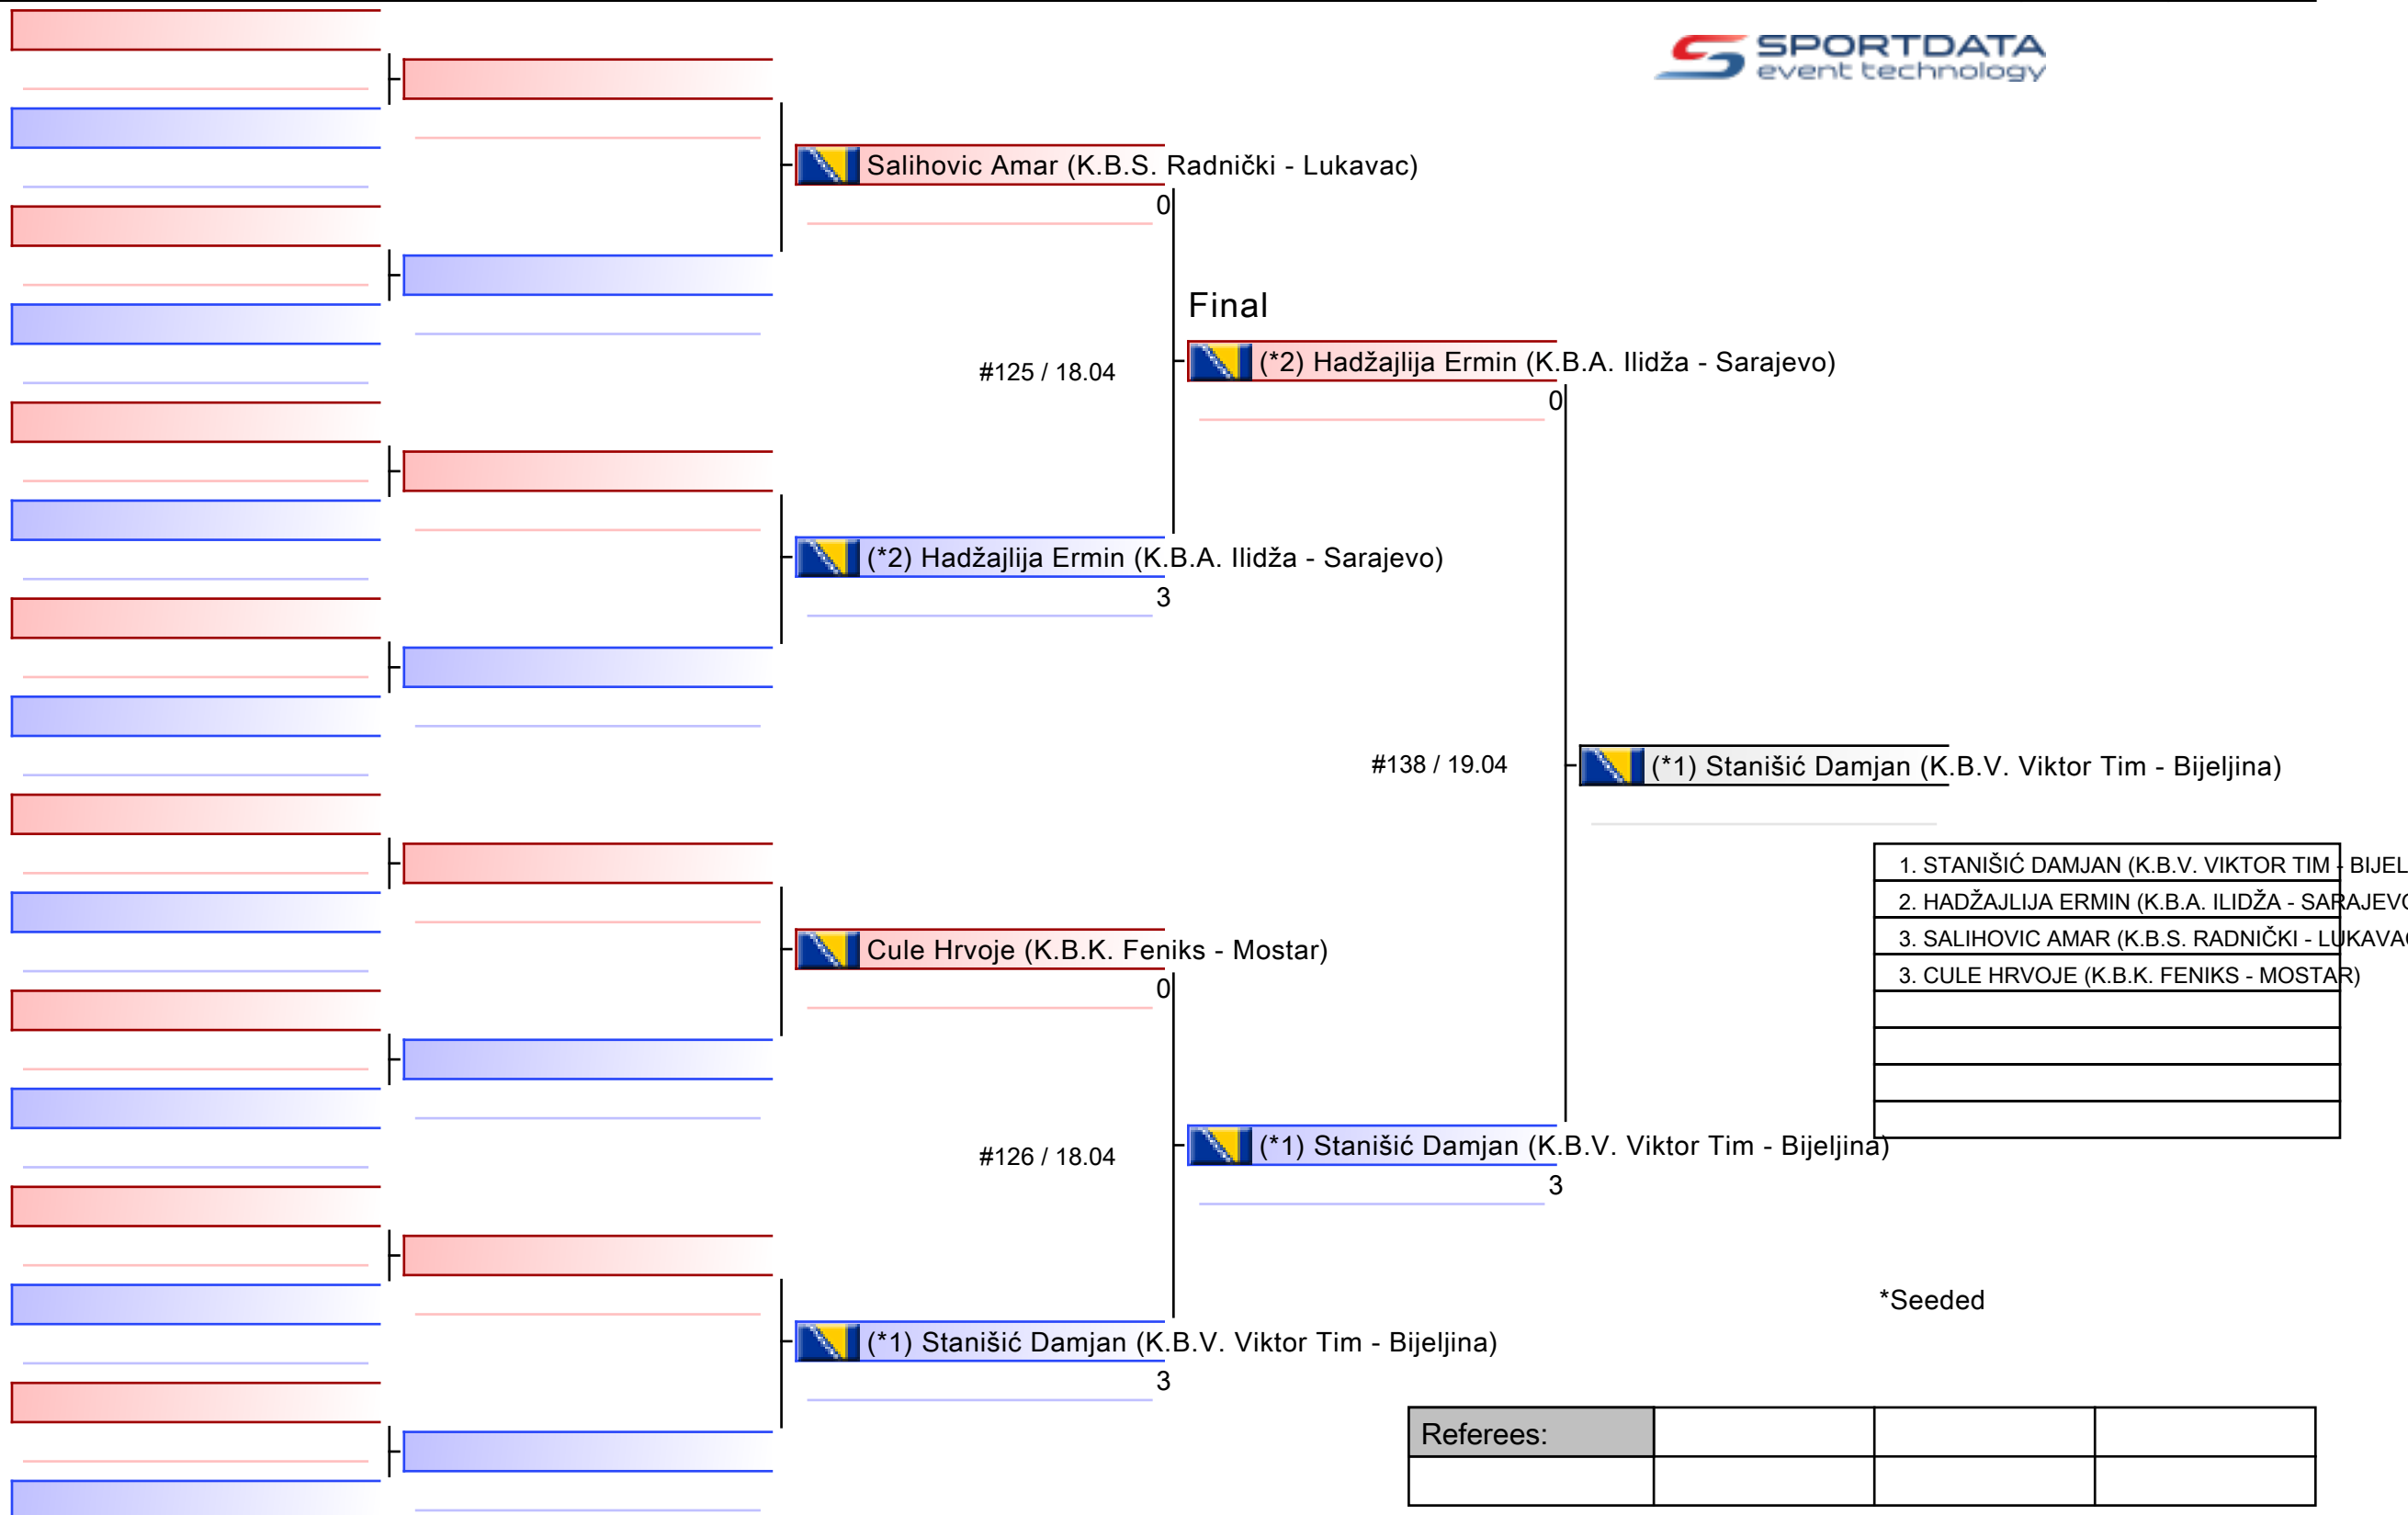 SPORTDATA
event technology
Salihovic Amar (K.B.S. Radnički - Lukavac)
0
Final
#125 / 18.04
(*2) Hadžajlija Ermin (K.B.A. Ilidža - Sarajevo)
0
(*2) Hadžajlija Ermin (K.B.A. Ilidža - Sarajevo)
3
#138 / 19.04
(*1) Stanišić Damjan (K.B.V. Viktor Tim - Bijeljina)
1. STANIŠIĆ DAMJAN (K.B.V. VIKTOR TIM - BIJEL
2. HADŽAJLIJA ERMIN (K.B.A. ILIDŽA - SARAJEVO
3. SALIHOVIC AMAR (K.B.S. RADNIČKI - LUKAVAC
3. CULE HRVOJE (K.B.K. FENIKS - MOSTAR)
Cule Hrvoje (K.B.K. Feniks - Mostar)
0
#126 / 18.04
(*1) Stanišić Damjan (K.B.V. Viktor Tim - Bijeljina)
3
*Seeded
(*1) Stanišić Damjan (K.B.V. Viktor Tim - Bijeljina)
3
Referees: